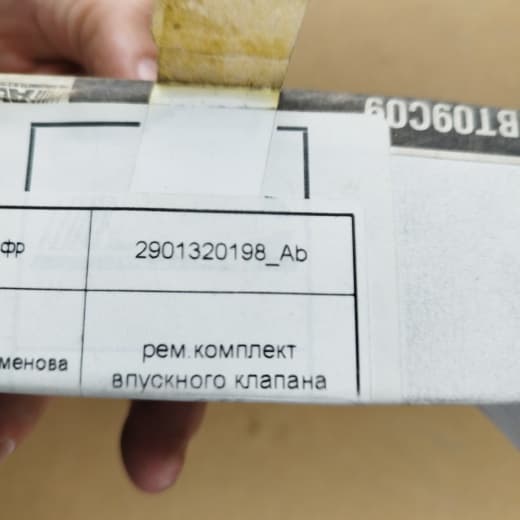 ВТ09С09
фр
2901320198_Ab
менова
рем.комплект
впускного клапана